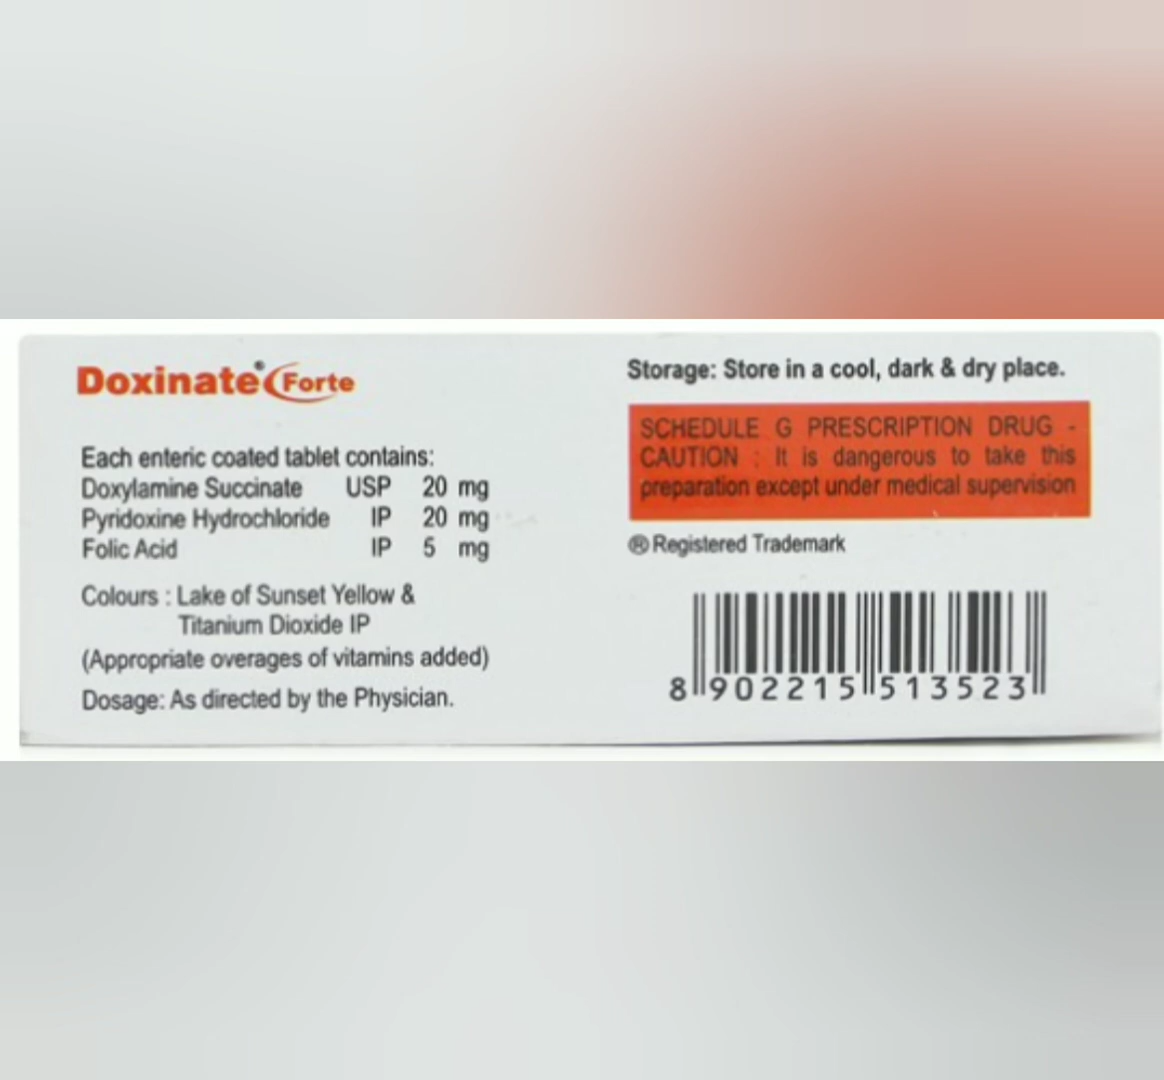 Doxinate® Forte
Each enteric coated tablet contains:
Doxylamine Succinate USP 20 mg
Pyridoxine Hydrochloride IP 20 mg
Folic Acid IP 5 mg
Colours : Lake of Sunset Yellow &
Titanium Dioxide IP
(Appropriate overages of vitamins added)
Dosage: As directed by the Physician.
Storage: Store in a cool, dark & dry place.
SCHEDULE G PRESCRIPTION DRUG -
CAUTION : It is dangerous to take this
preparation except under medical supervision
® Registered Trademark
8 902215 513523